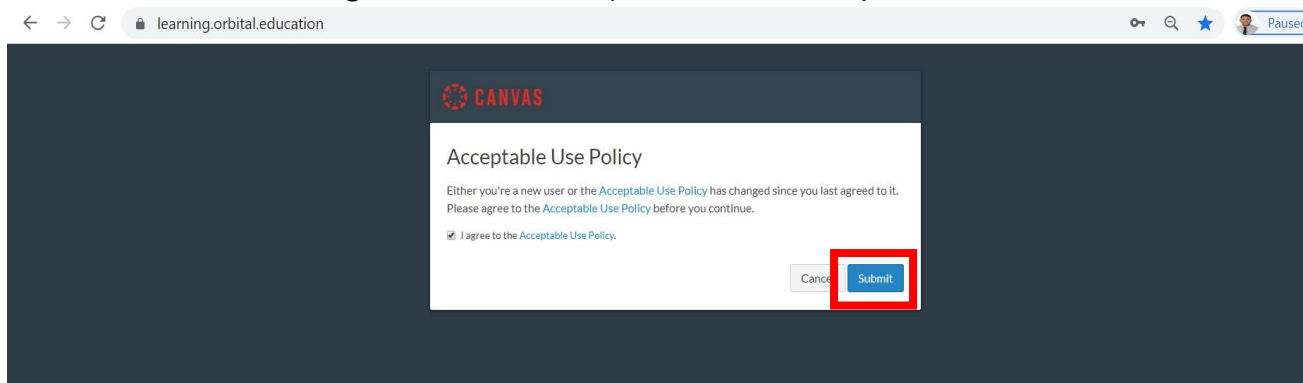 learning.orbital.education
Paused
CANVAS
Acceptable Use Policy
Either you're a new user or the Acceptable Use Policy has changed since you last agreed to it.
Please agree to the Acceptable Use Policy before you continue.
I agree to the Acceptable Use Policy.
Submit